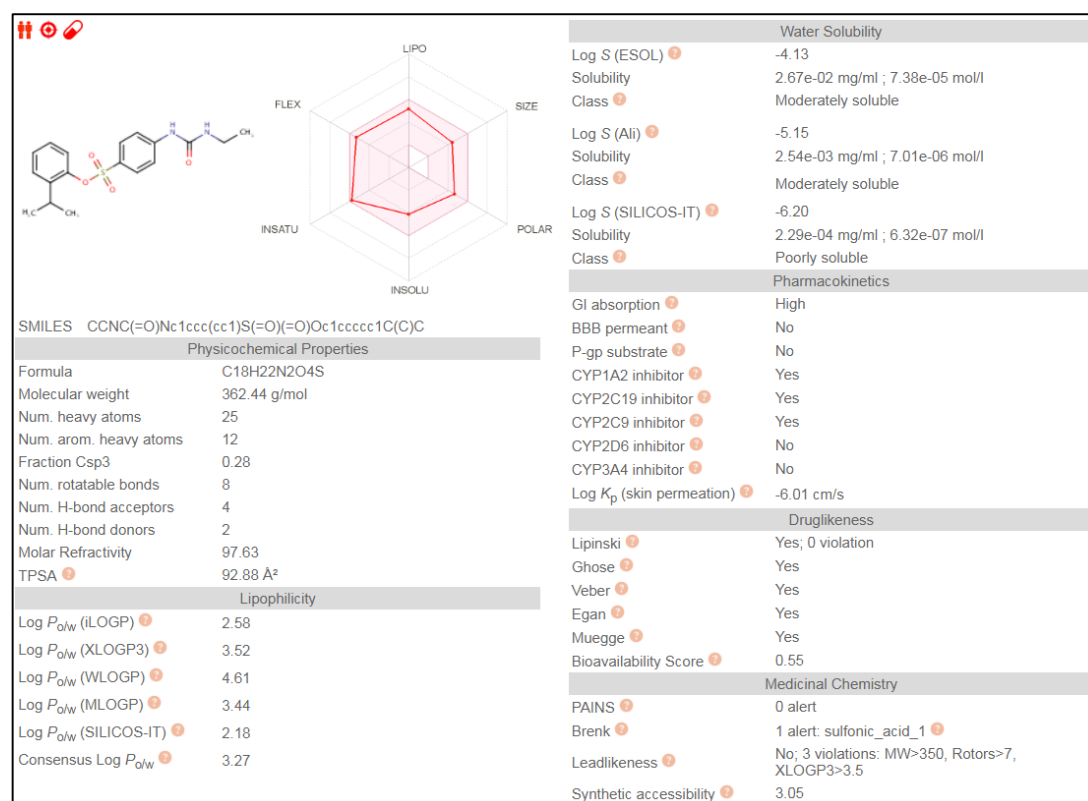 LIPO
FLEX
SIZE
NH
NH
CH₃
O
O
S
O
O
H₃C
CH₃
INSATU
POLAR
INSOLU
SMILES CCNC(=O)Nc1ccc(cc1)S(=O)(=O)Oc1ccccc1C(C)C
Physicochemical Properties
Formula C18H22N2O4S
Molecular weight 362.44 g/mol
Num. heavy atoms 25
Num. arom. heavy atoms 12
Fraction Csp3 0.28
Num. rotatable bonds 8
Num. H-bond acceptors 4
Num. H-bond donors 2
Molar Refractivity 97.63
TPSA ? 92.88 Å²
Lipophilicity
Log Po/w (iLOGP) ? 2.58
Log Po/w (XLOGP3) ? 3.52
Log Po/w (WLOGP) ? 4.61
Log Po/w (MLOGP) ? 3.44
Log Po/w (SILICOS-IT) ? 2.18
Consensus Log Po/w ? 3.27
Water Solubility
Log S (ESOL) ? -4.13
Solubility 2.67e-02 mg/ml ; 7.38e-05 mol/l
Class ? Moderately soluble
Log S (Ali) ? -5.15
Solubility 2.54e-03 mg/ml ; 7.01e-06 mol/l
Class ? Moderately soluble
Log S (SILICOS-IT) ? -6.20
Solubility 2.29e-04 mg/ml ; 6.32e-07 mol/l
Class ? Poorly soluble
Pharmacokinetics
GI absorption ? High
BBB permeant ? No
P-gp substrate ? No
CYP1A2 inhibitor ? Yes
CYP2C19 inhibitor ? Yes
CYP2C9 inhibitor ? Yes
CYP2D6 inhibitor ? No
CYP3A4 inhibitor ? No
Log Kp (skin permeation) ? -6.01 cm/s
Druglikeness
Lipinski ? Yes; 0 violation
Ghose ? Yes
Veber ? Yes
Egan ? Yes
Muegge ? Yes
Bioavailability Score ? 0.55
Medicinal Chemistry
PAINS ? 0 alert
Brenk ? 1 alert: sulfonic_acid_1 ?
Leadlikeness ? No; 3 violations: MW>350, Rotors>7,
XLOGP3>3.5
Synthetic accessibility ? 3.05